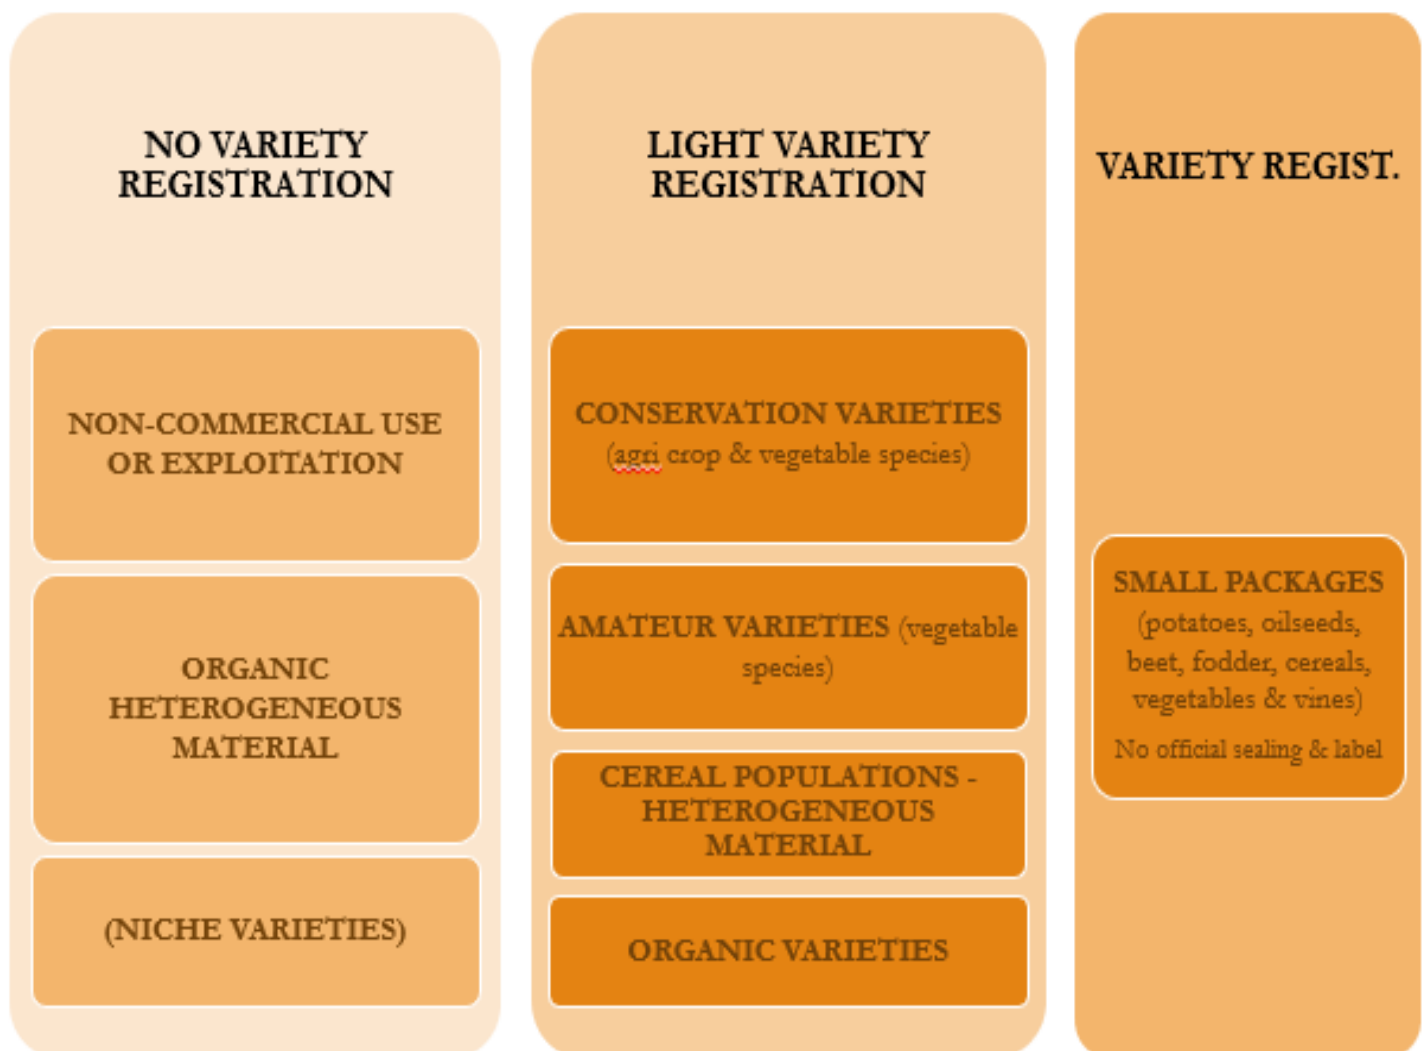 NO VARIETY
REGISTRATION
NON-COMMERCIAL USE
OR EXPLOITATION
ORGANIC
HETEROGENEOUS
MATERIAL
(NICHE VARIETIES)
LIGHT VARIETY
REGISTRATION
CONSERVATION VARIETIES
(agri crop & vegetable species)
AMATEUR VARIETIES (vegetable
species)
CEREAL POPULATIONS -
HETEROGENEOUS
MATERIAL
ORGANIC VARIETIES
VARIETY REGIST.
SMALL PACKAGES
(potatoes, oilseeds,
beet, fodder, cereals,
vegetables & vines)
No official sealing & label